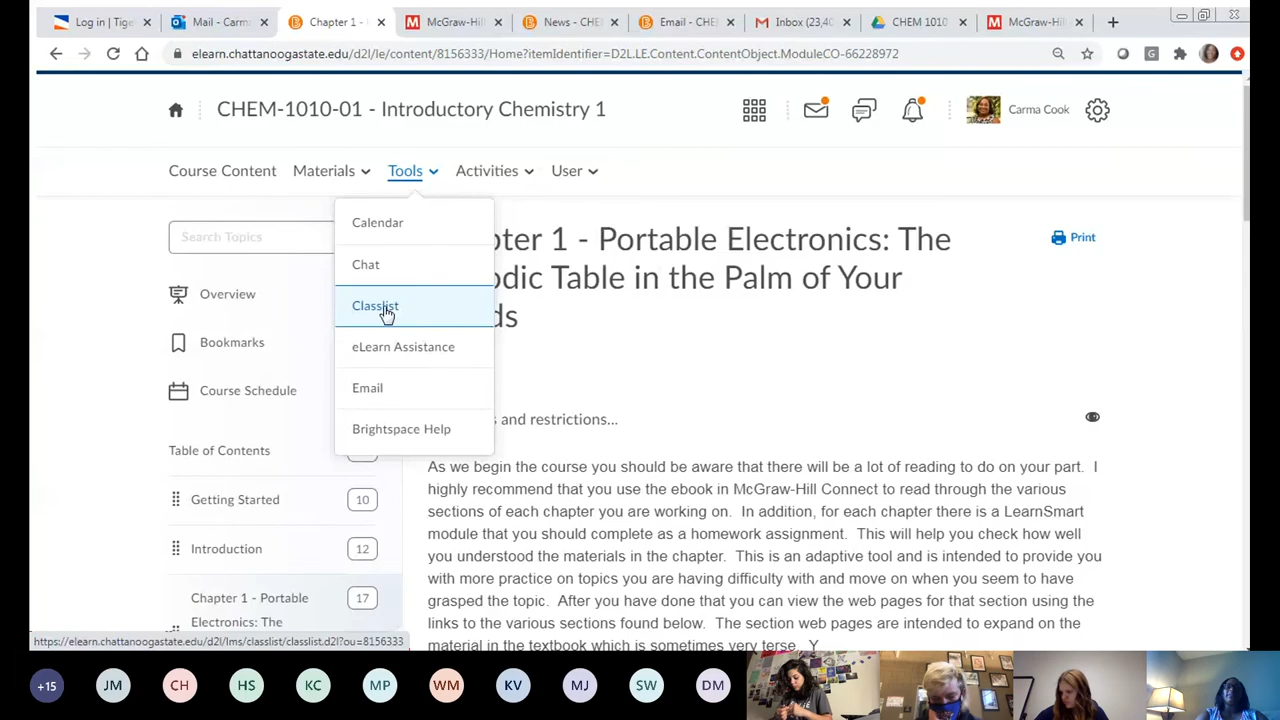 Log in | Tige
Mail - Carma
Chapter 1 -
McGraw-Hill
News - CHE
Email - CHE
Inbox (23,40
CHEM 1010
McGraw-Hi
elearn.chattanoogastate.edu/d2l/le/content/8156333/Home?itemIdentifier=D2L.LE.Content.ContentObject.ModuleCO-66228972
CHEM-1010-01 - Introductory Chemistry 1
Carma Cook
Course Content
Materials
Tools
Activities
User
Search Topics
Overview
Bookmarks
Course Schedule
Table of Contents
Getting Started
10
Introduction
12
Chapter 1 - Portable
17
Electronics: The
Calendar
Chat
Classlist
eLearn Assistance
Email
Brightspace Help
pter 1 - Portable Electronics: The
odic Table in the Palm of Your
ds
Print
s and restrictions...
As we begin the course you should be aware that there will be a lot of reading to do on your part. I
highly recommend that you use the ebook in McGraw-Hill Connect to read through the various
sections of each chapter you are working on. In addition, for each chapter there is a LearnSmart
module that you should complete as a homework assignment. This will help you check how well
you understood the materials in the chapter. This is an adaptive tool and is intended to provide you
with more practice on topics you are having difficulty with and move on when you seem to have
grasped the topic. After you have done that you can view the web pages for that section using the
links to the various sections found below. The section web pages are intended to expand on the
material in the textbook which is sometimes very terse. Y
https://elearn.chattanoogastate.edu/d2l/lms/classlist/classlist.d2l?ou=8156333
+15
JM
CH
HS
KC
MP
WM
KV
MJ
SW
DM